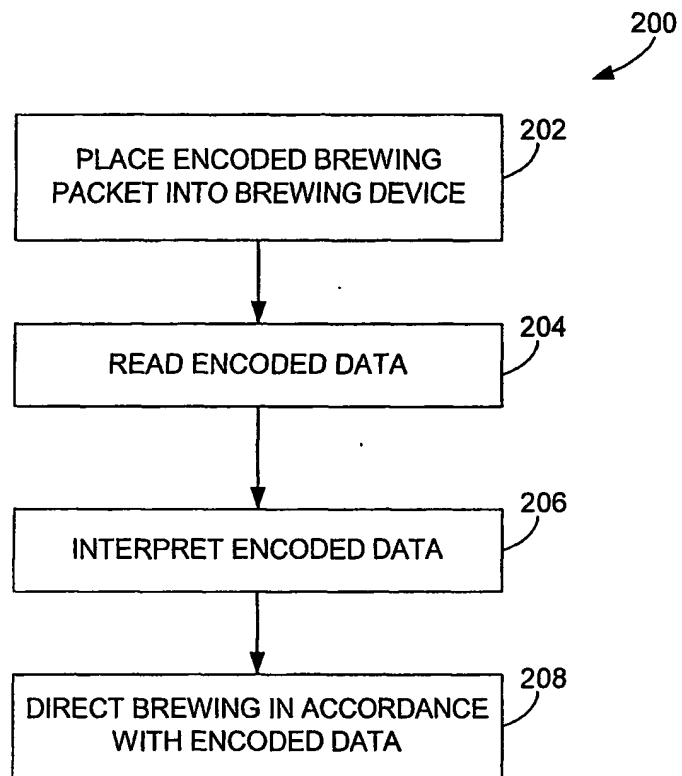 200
202
PLACE ENCODED BREWING
PACKET INTO BREWING DEVICE
204
READ ENCODED DATA
206
INTERPRET ENCODED DATA
208
DIRECT BREWING IN ACCORDANCE
WITH ENCODED DATA